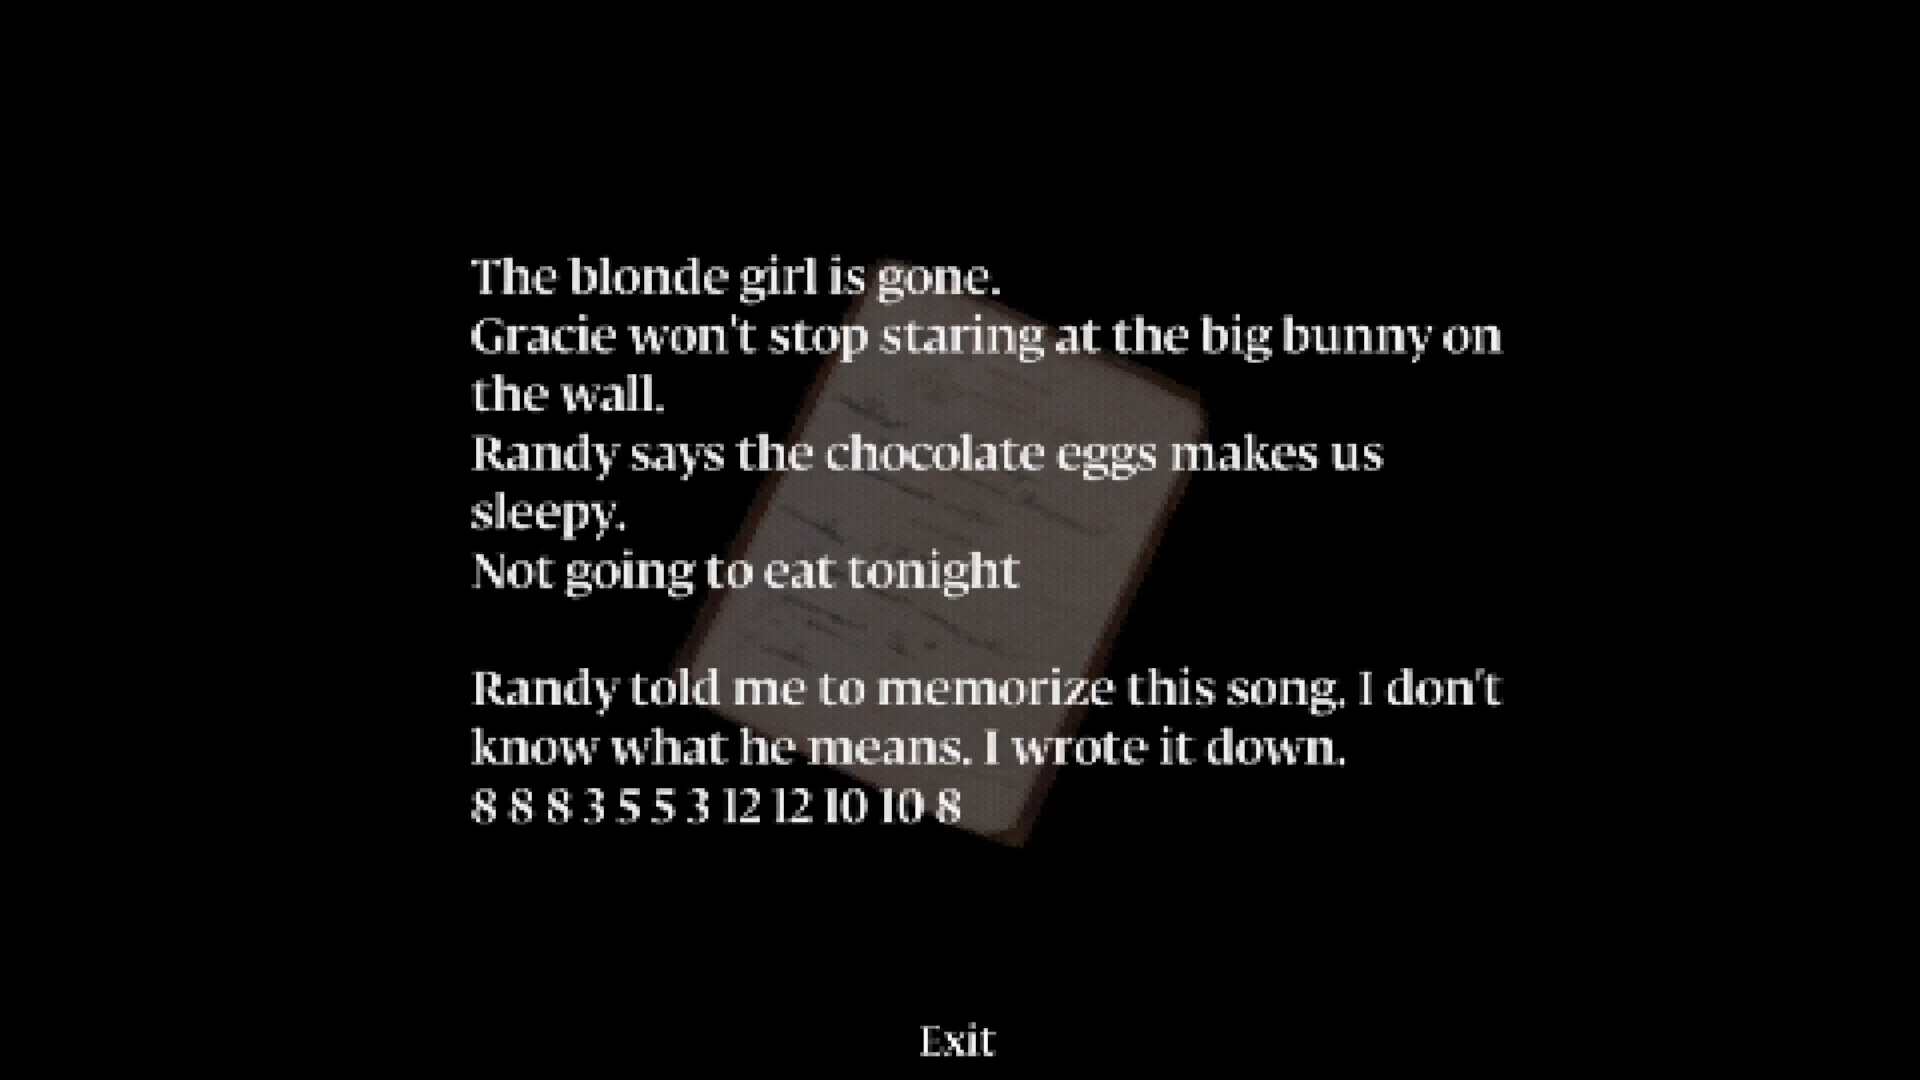 The blonde girl is gone.
Gracie won't stop staring at the big bunny on
the wall.
Randy says the chocolate eggs makes us
sleepy.
Not going to eat tonight
Randy told me to memorize this song, I don't
know what he means. I wrote it down.
8 8 8 3 5 5 3 12 12 10 10 8
Exit